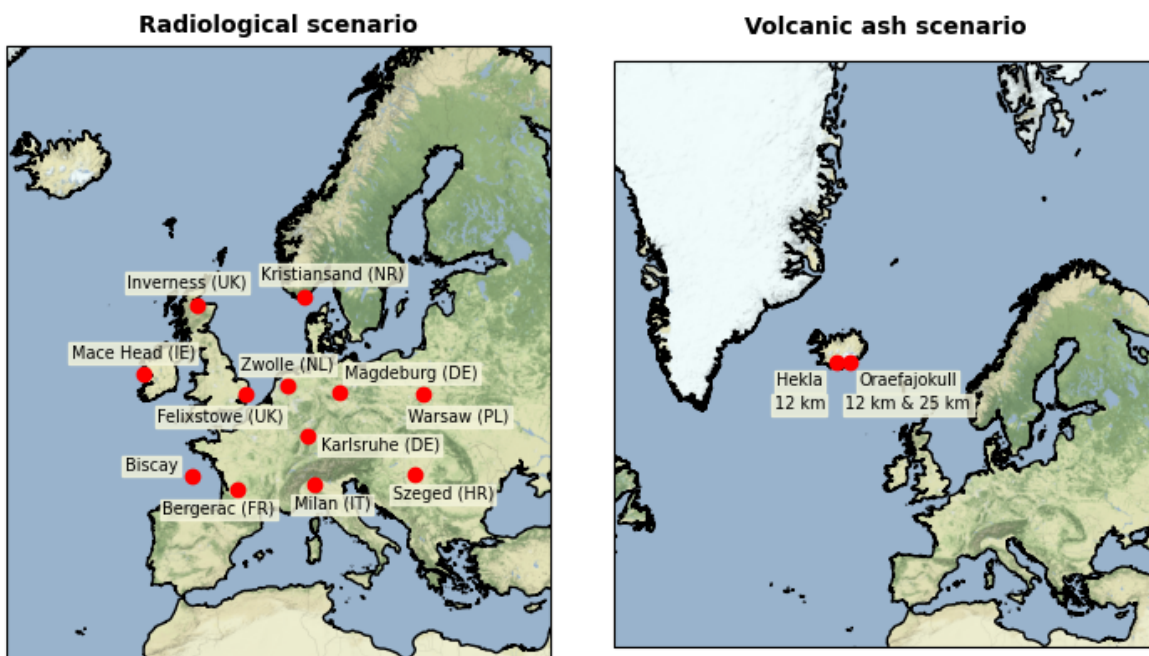 Radiological scenario
Kristiansand (NR)
Inverness (UK)
Mace Head (IE)
Zwolle (NL)
Magdeburg (DE)
Felixstowe (UK)
Warsaw (PL)
Karlsruhe (DE)
Biscay
Szeged (HR)
Bergerac (FR)
Milan (IT)
Volcanic ash scenario
Hekla
12 km
Oraefajokull
12 km & 25 km